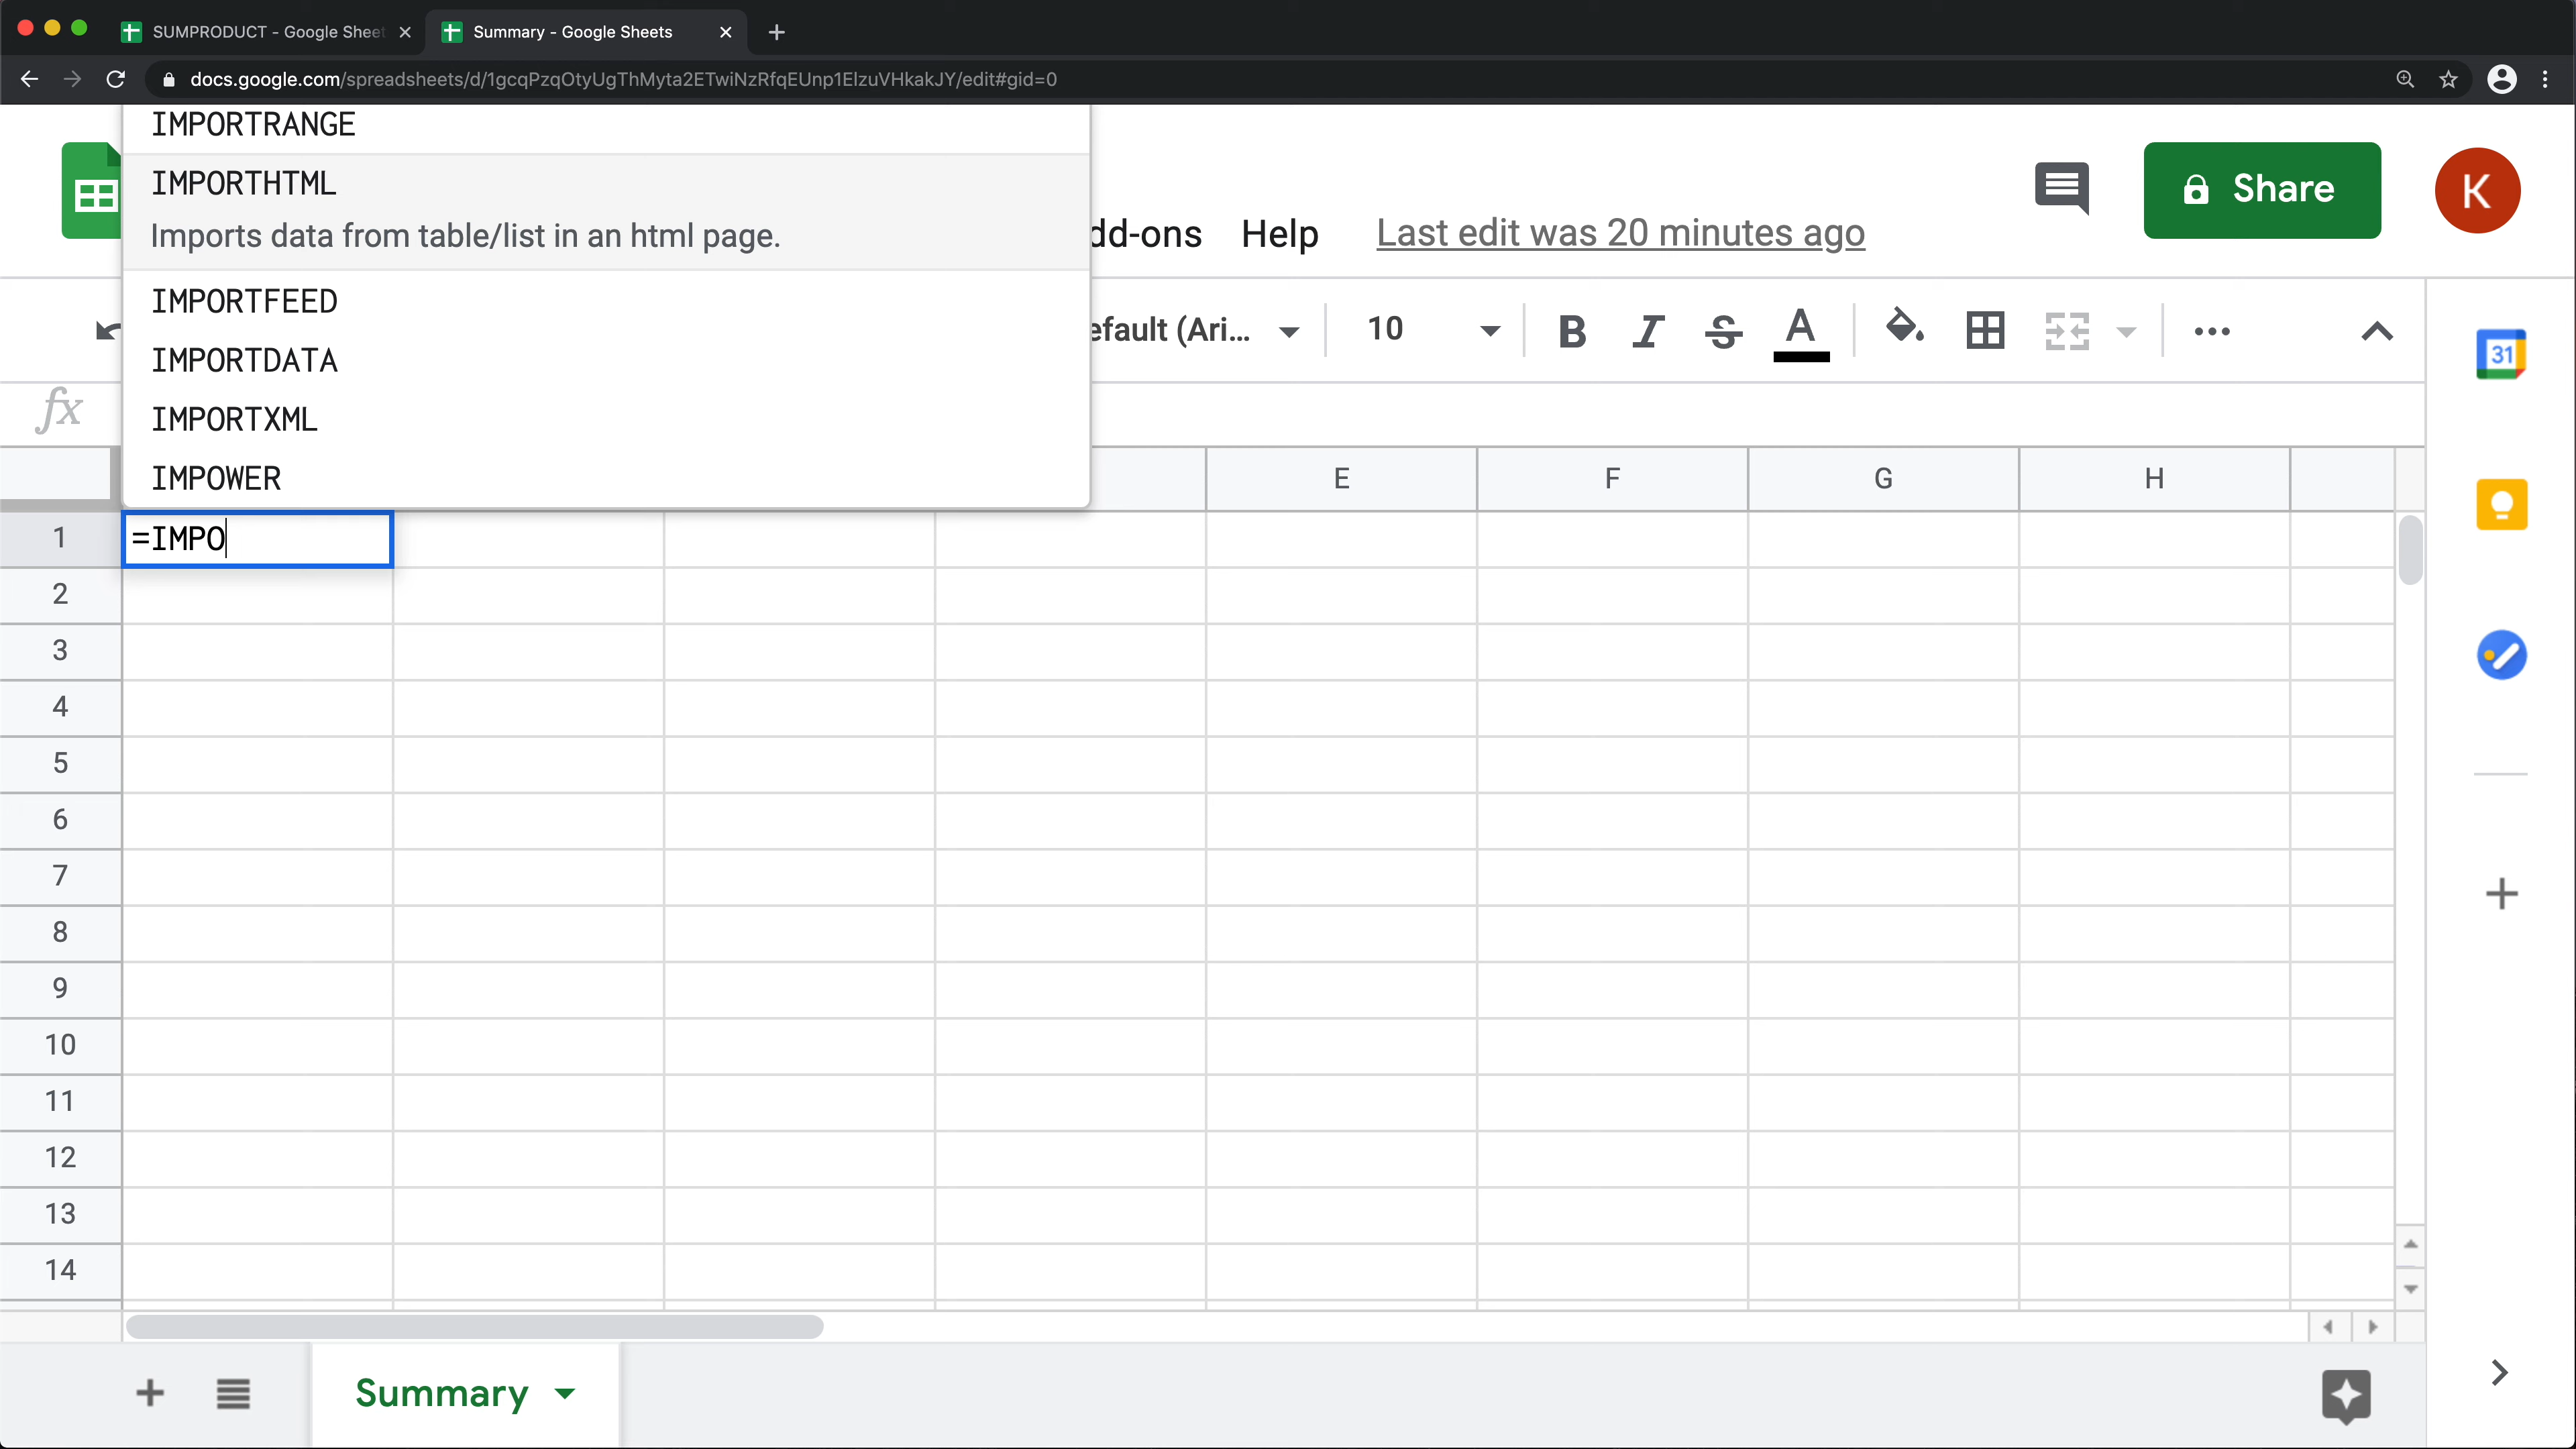 SUMPRODUCT - Google Sheet
Summary - Google Sheets
docs.google.com/spreadsheets/d/1gcqPzqOtyUgThMyta2ETwiNzRfqEUnp1ElzuVHkakJY/edit#gid=0
IMPORTRANGE
IMPORTHTML
Imports data from table/list in an html page.
IMPORTFEED
IMPORTDATA
IMPORTXML
IMPOWER
dd-ons Help Last edit was 20 minutes ago
Share
K
efault (Ari... 10 B I S A
31
fx
E F G H
1 =IMPO
2
3
4
5
6
7
8
9
10
11
12
13
14
Summary